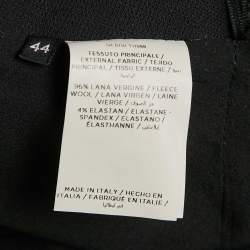 44
TESSUTO PRINCIPALE /
EXTERNAL FABRIC / TEJIDO
PRINCIPAL / TISSU EXTERNE /
96% LANA VERGINE / FLEECE
WOOL / LANA VIRGEN / LAINE
VIERGE /
4% ELASTAN / ELASTANE -
SPANDEX / ELASTANO /
ELASTHANNE /
MADE IN ITALY / HECHO EN
ITALIA / FABRIQUÉ EN ITALIE /